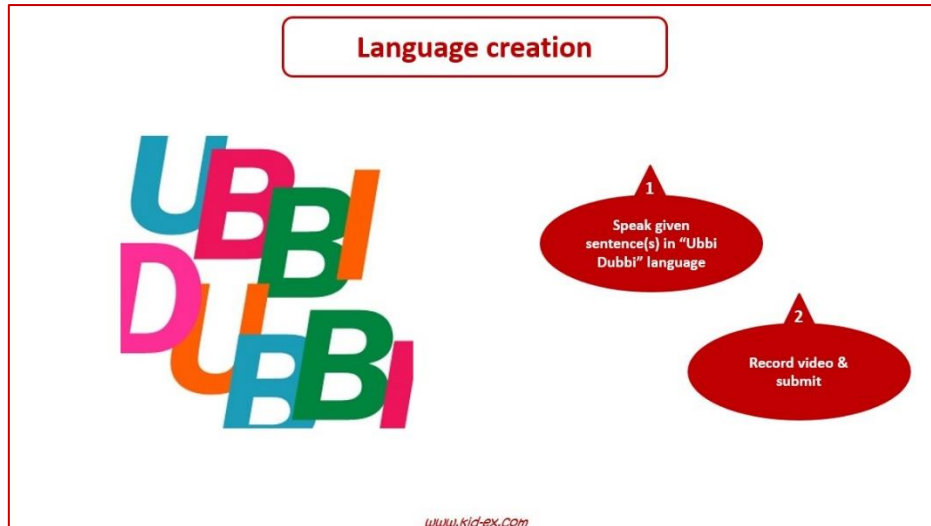 Language creation
UBBI
DUBBI
1
Speak given
sentence(s) in “Ubbi
Dubbi” language
2
Record video &
submit
www.kid-ex.com